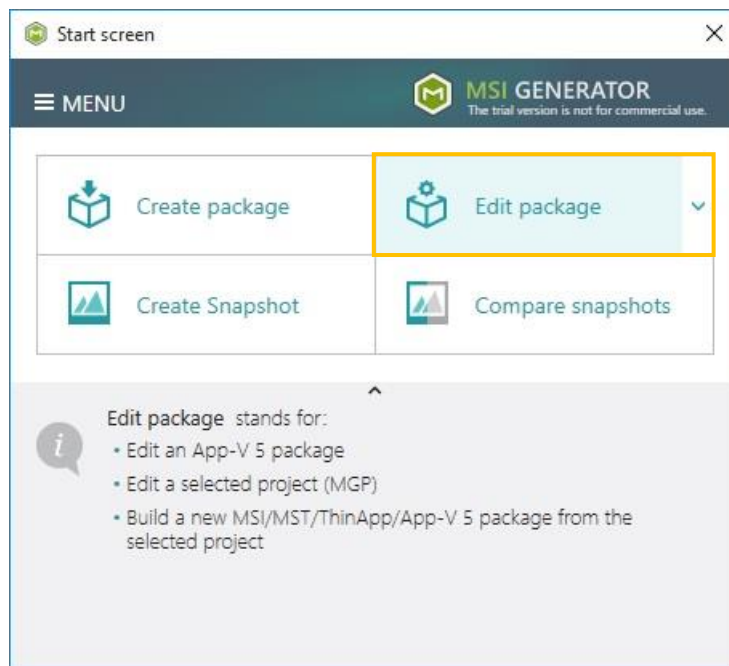 Start screen
MENU
MSI GENERATOR
The trial version is not for commercial use.
Create package
Edit package
Create Snapshot
Compare snapshots
Edit package stands for:
• Edit an App-V 5 package
• Edit a selected project (MGP)
• Build a new MSI/MST/ThinApp/App-V 5 package from the
selected project